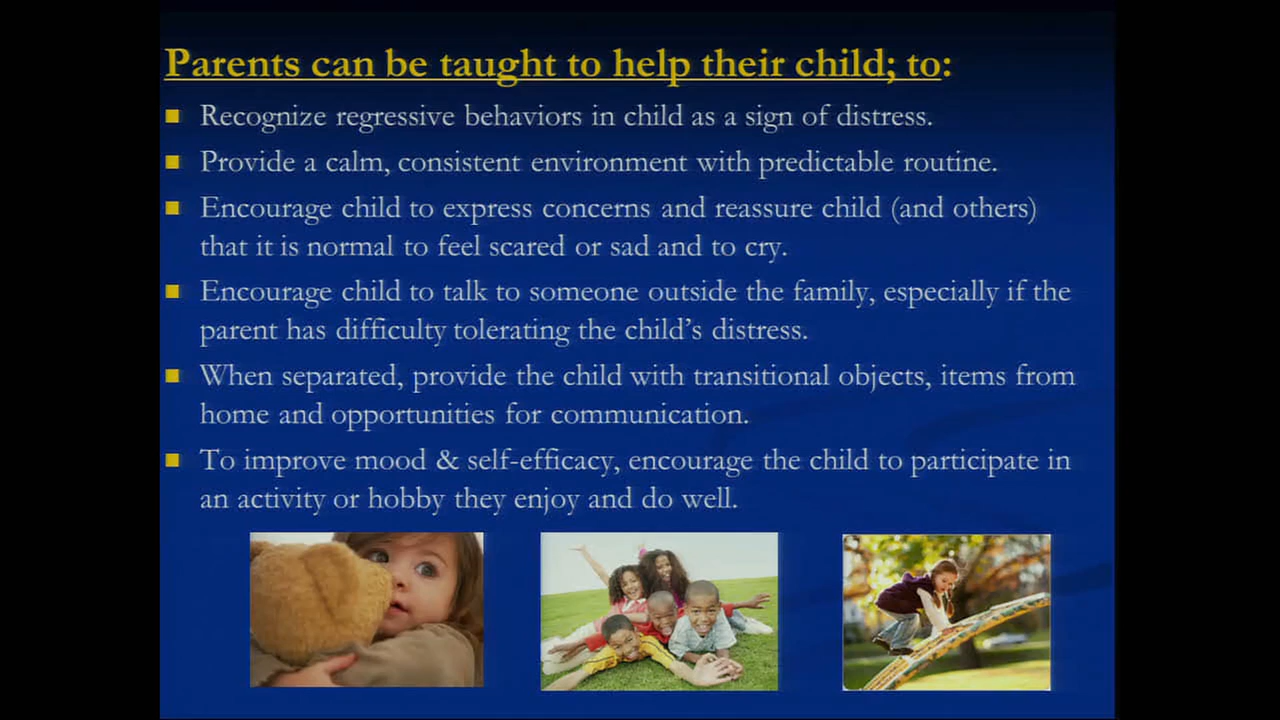 Parents can be taught to help their child; to:
Recognize regressive behaviors in child as a sign of distress.
Provide a calm, consistent environment with predictable routine.
Encourage child to express concerns and reassure child (and others)
that it is normal to feel scared or sad and to cry.
Encourage child to talk to someone outside the family, especially if the
parent has difficulty tolerating the child’s distress.
When separated, provide the child with transitional objects, items from
home and opportunities for communication.
To improve mood & self-efficacy, encourage the child to participate in
an activity or hobby they enjoy and do well.